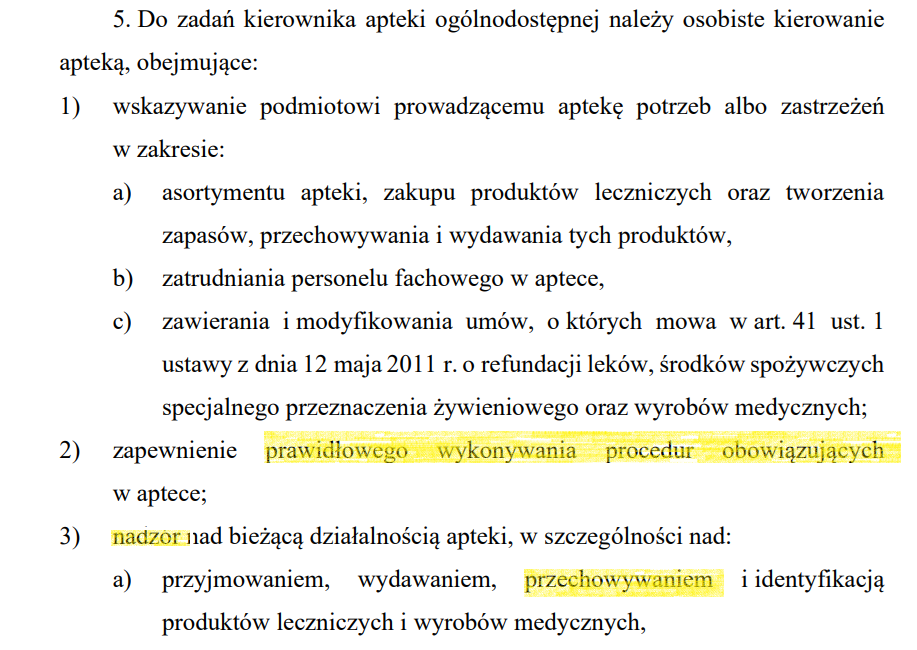 5. Do zadań kierownika apteki ogólnodostępnej należy osobiste kierowanie
apteką, obejmujące:
1) wskazywanie podmiotowi prowadzącemu aptekę potrzeb albo zastrzeżeń
w zakresie:
a) asortymentu apteki, zakupu produktów leczniczych oraz tworzenia
zapasów, przechowywania i wydawania tych produktów,
b) zatrudniania personelu fachowego w aptece,
c) zawierania i modyfikowania umów, o których mowa w art. 41 ust. 1
ustawy z dnia 12 maja 2011 r. o refundacji leków, środków spożywczych
specjalnego przeznaczenia żywieniowego oraz wyrobów medycznych;
2) zapewnienie prawidłowego wykonywania procedur obowiązujących
w aptece;
3) nadzór nad bieżącą działalnością apteki, w szczególności nad:
a) przyjmowaniem, wydawaniem, przechowywaniem i identyfikacją
produktów leczniczych i wyrobów medycznych,